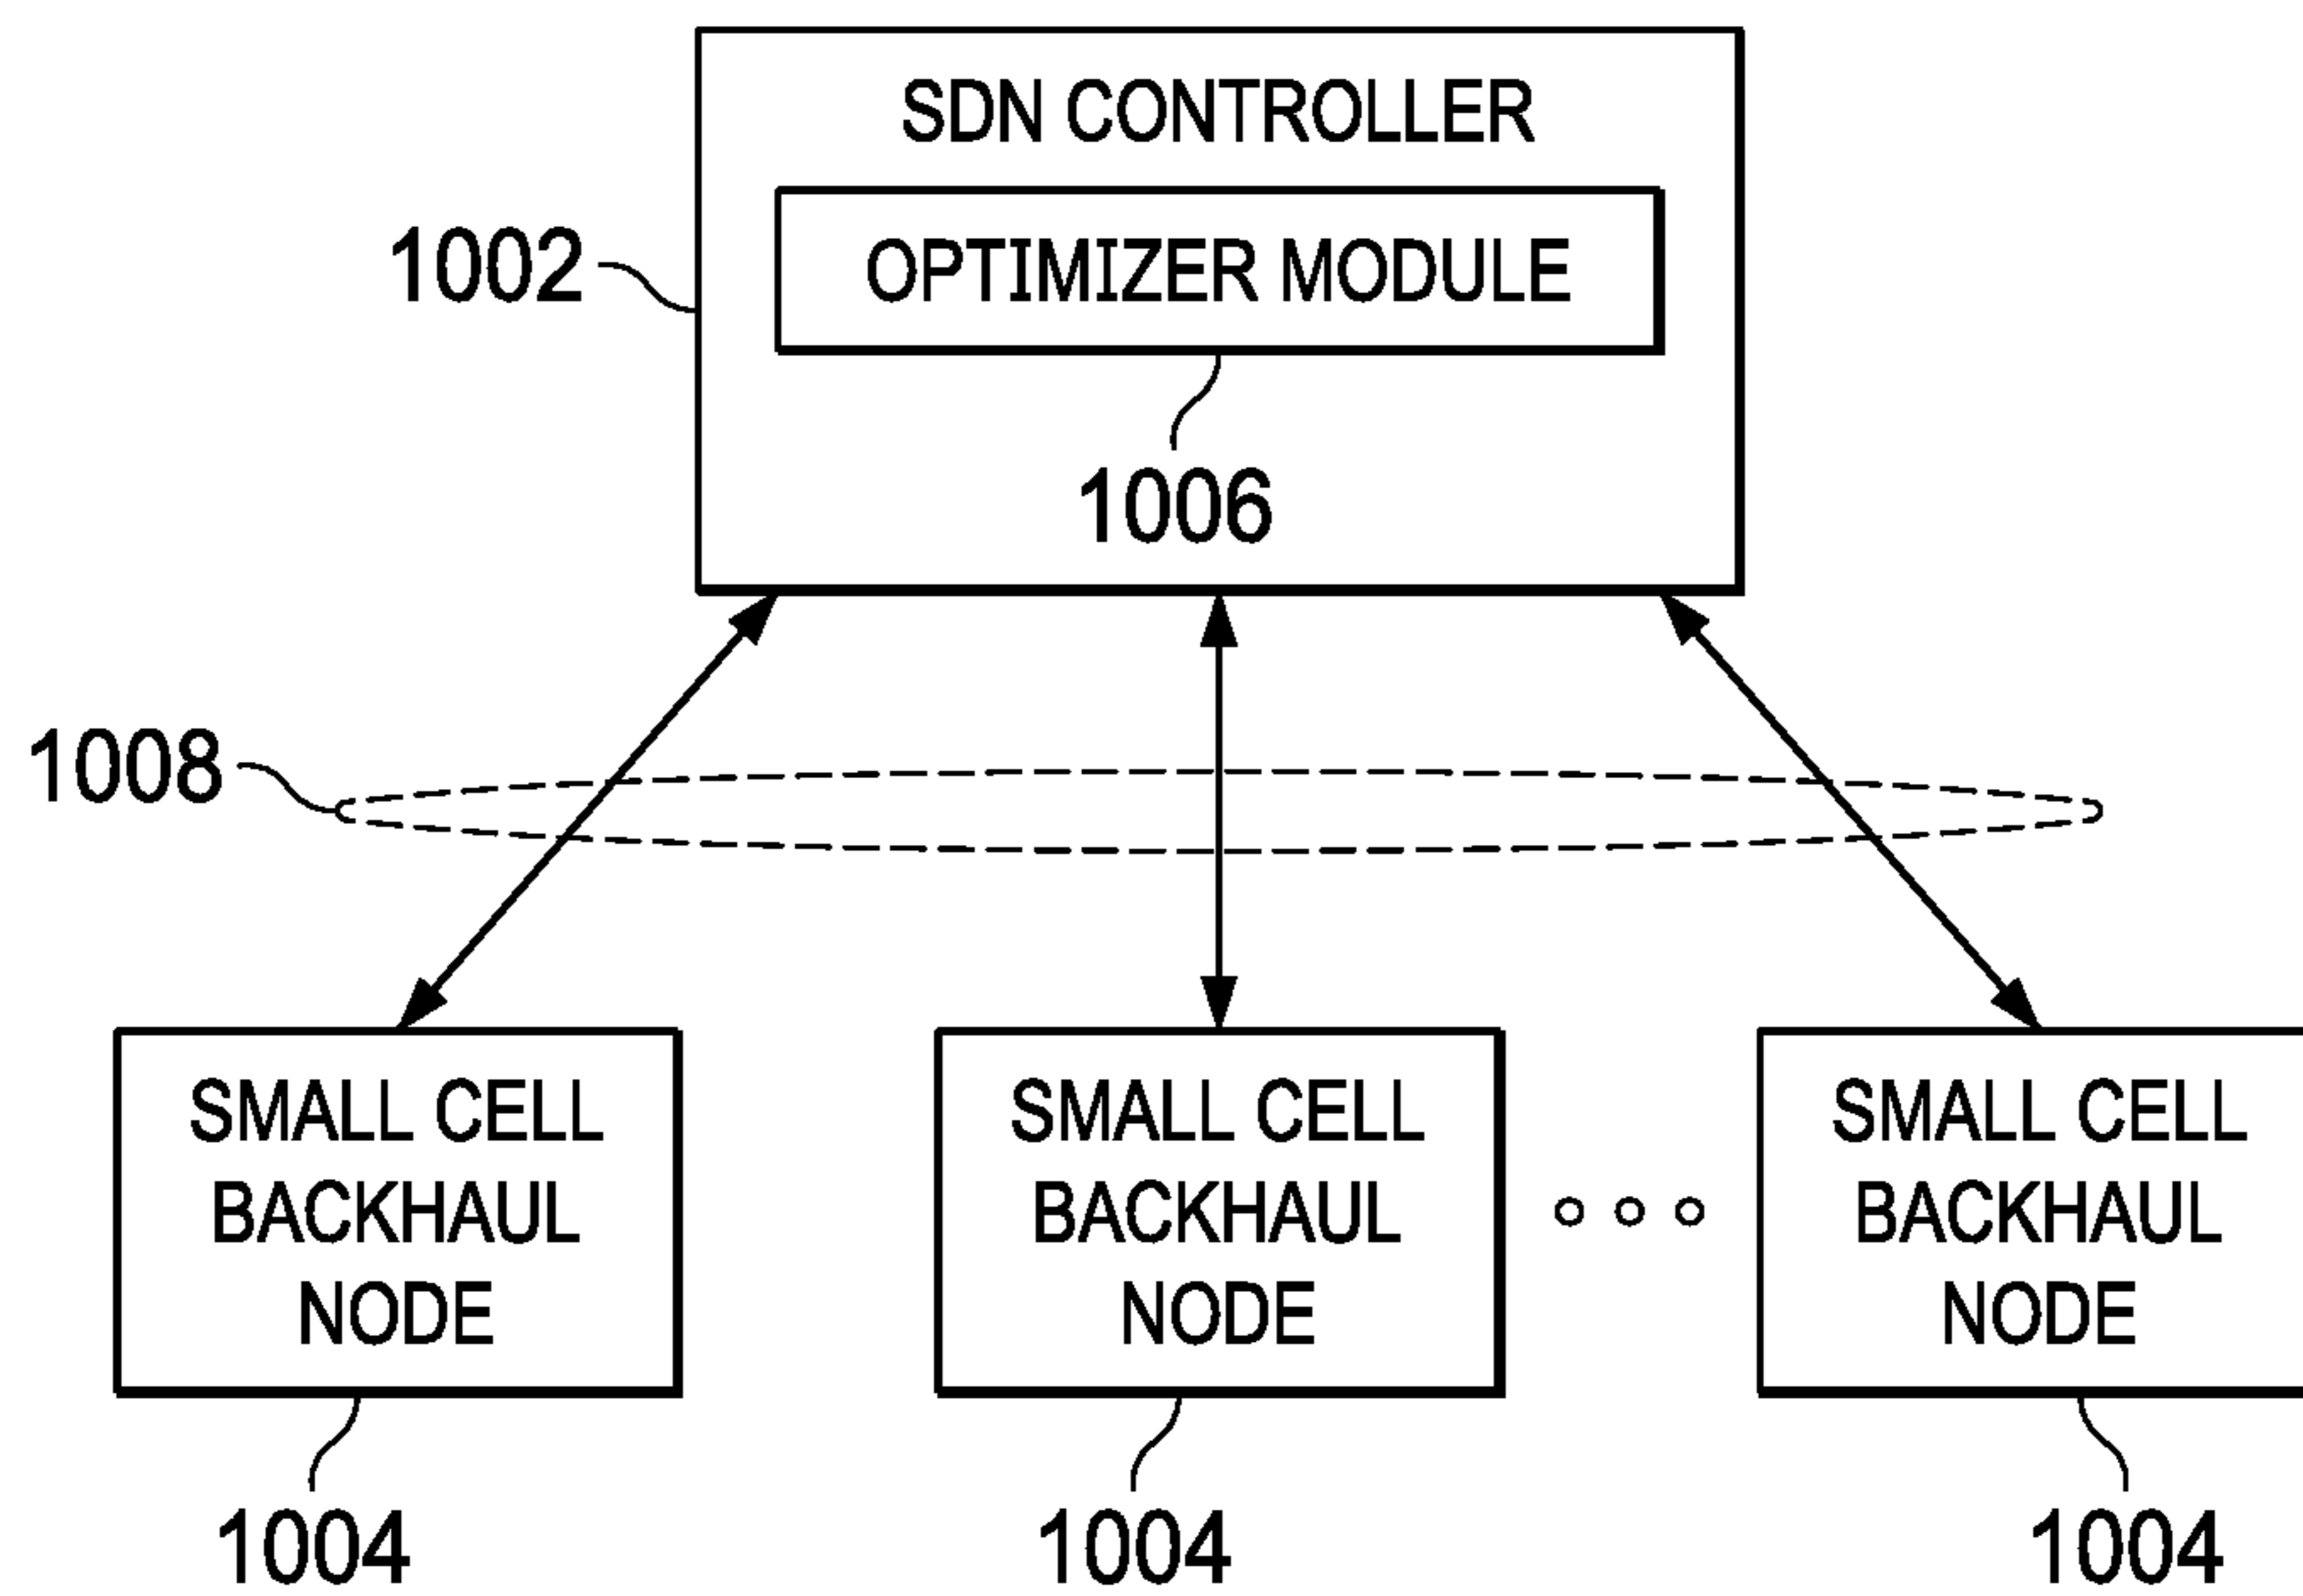 SDN CONTROLLER
OPTIMIZER MODULE
1002
1006
1008
SMALL CELL
BACKHAUL
NODE
SMALL CELL
BACKHAUL
NODE
SMALL CELL
BACKHAUL
NODE
1004
1004
1004